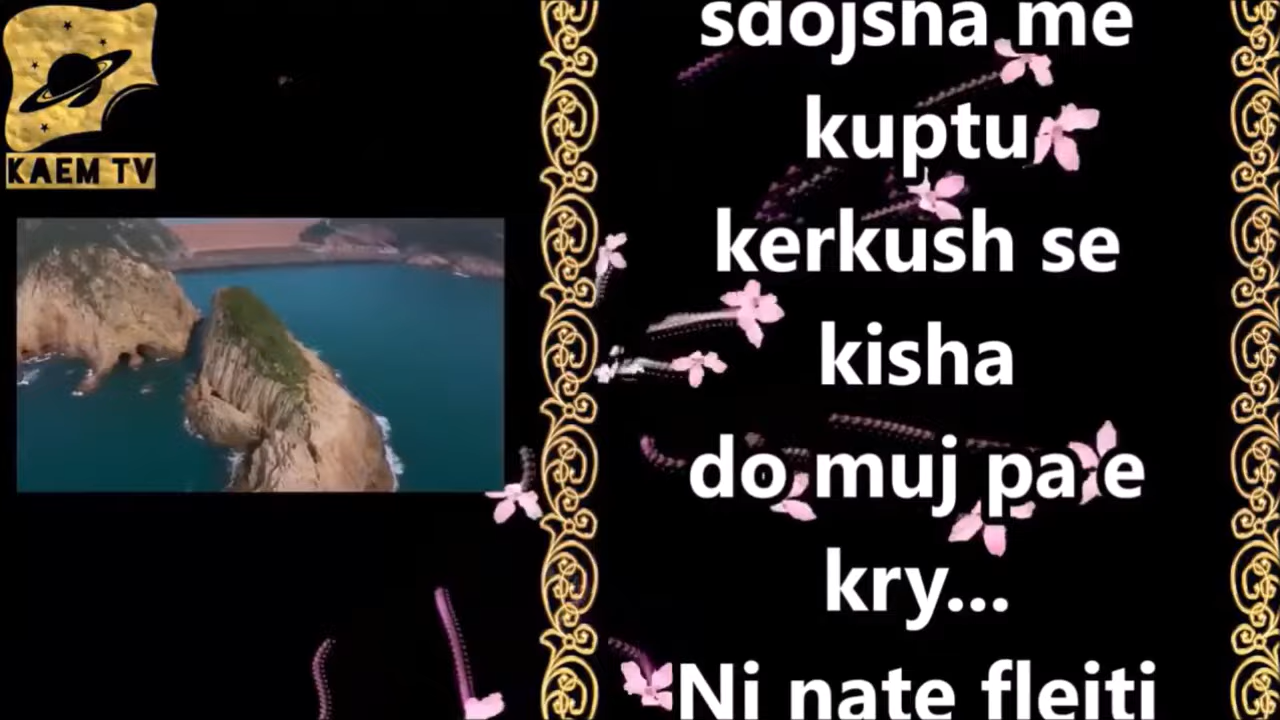 KAEM TV
sdojsha me
kuptu
kerkush se
kisha
do muj pa e
kry...
Ni nate fleiti